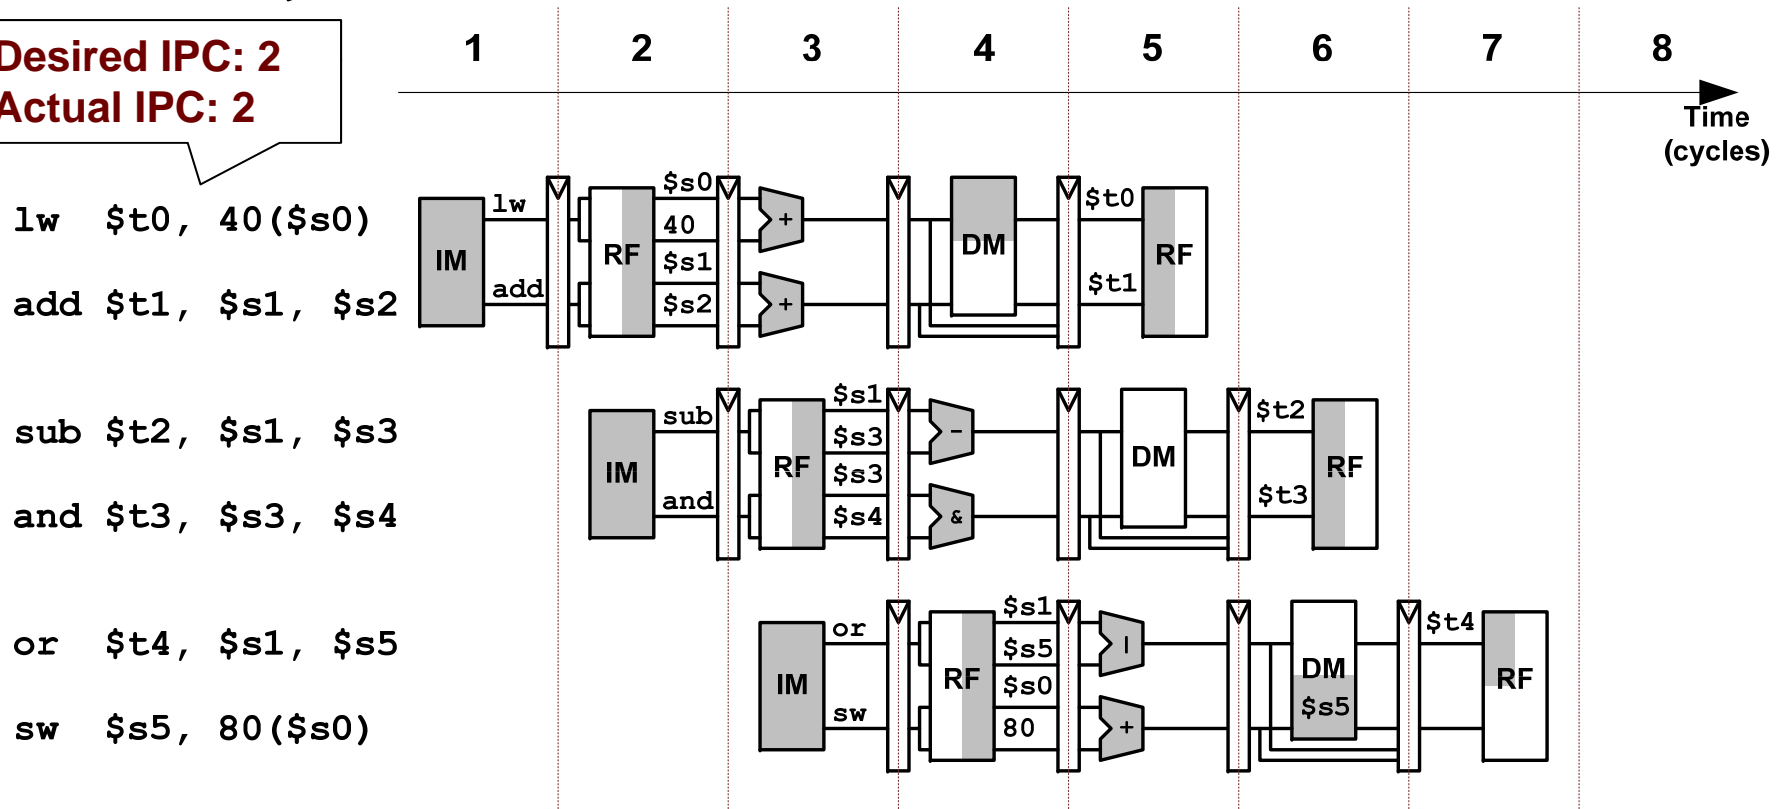 Desired IPC: 2
Actual IPC: 2
1 2 3 4 5 6 7 8
Time
(cycles)
lw $t0, 40($s0)
add $t1, $s1, $s2
IM
lw
add
RF
$s0
40
$s1
$s2
+
+
DM
$t0
$t1
RF
sub $t2, $s1, $s3
and $t3, $s3, $s4
IM
sub
and
RF
$s1
$s3
$s3
$s4
-
&
DM
$t2
$t3
RF
or $t4, $s1, $s5
sw $s5, 80($s0)
IM
or
sw
RF
$s1
$s5
$s0
80
|
+
DM
$s5
$t4
RF